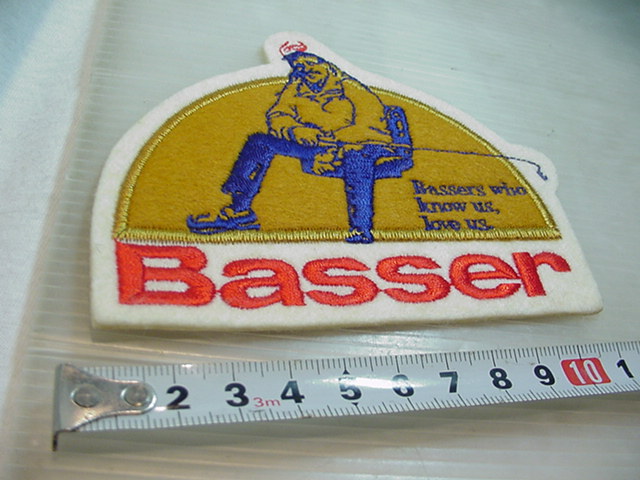 Bassers who
know us,
love us.
Basser
2 3 3m 4 5 6 7 8 9 10 1